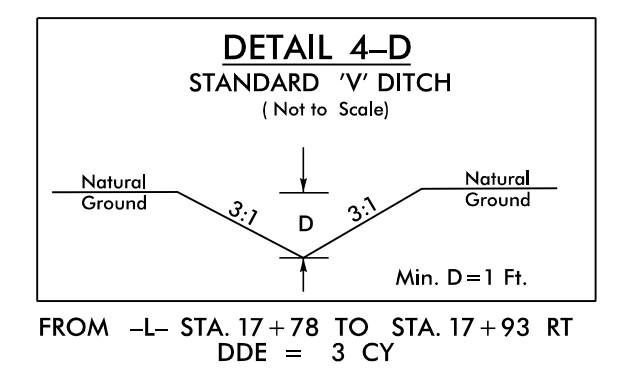 DETAIL 4–D
STANDARD 'V' DITCH
( Not to Scale)
Natural
Ground
3:1
D
3:1
Natural
Ground
Min. D=1 Ft.
FROM –L– STA. 17+78 TO STA. 17+93 RT
DDE = 3 CY